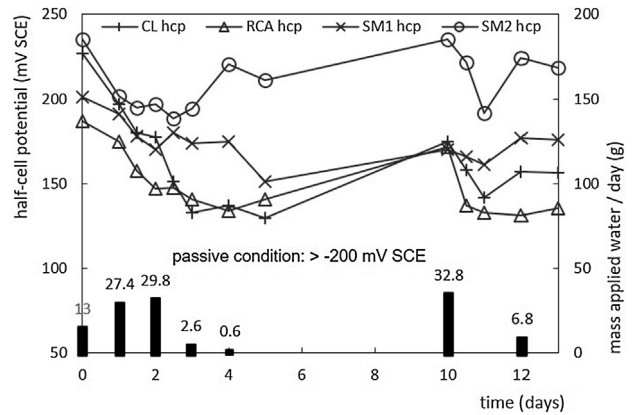 CL hcp RCA hcp SM1 hcp SM2 hcp
250 200
200 150
150 100
100 50
50 0
half-cell potential (mV SCE)
mass applied water / day (g)
passive condition: > -200 mV SCE
13 27.4 29.8 2.6 0.6 32.8 6.8
0 2 4 6 8 10 12
time (days)